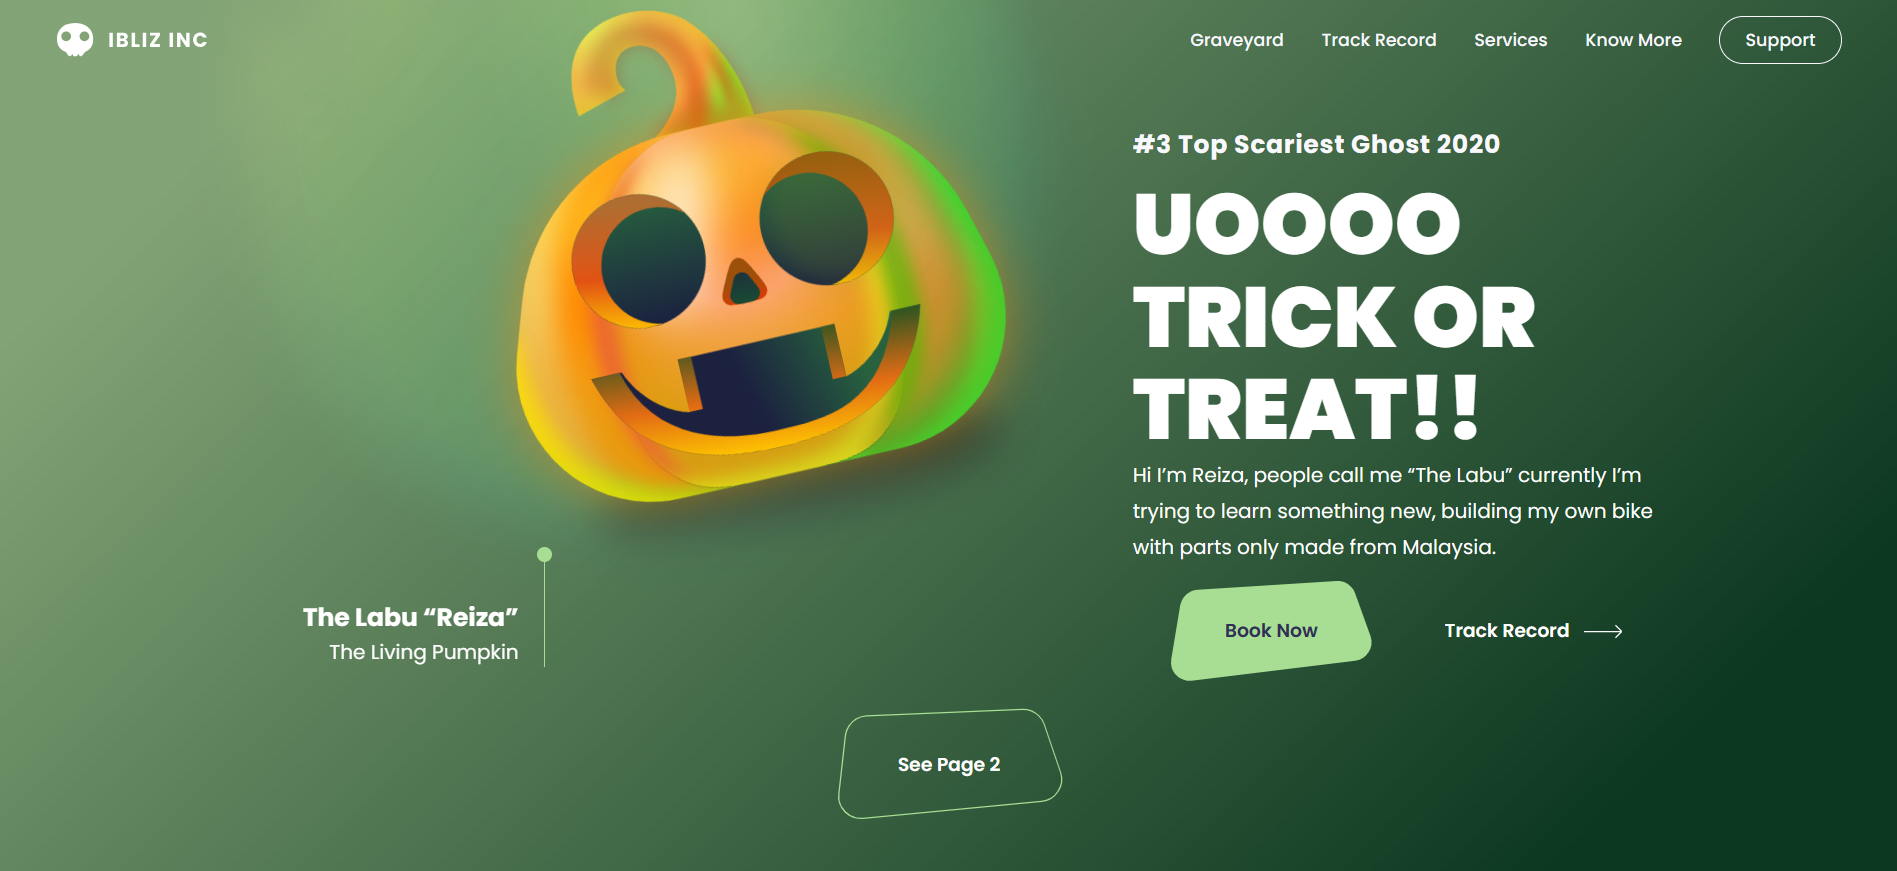 IBLIZ INC
Graveyard
Track Record
Services
Know More
Support
#3 Top Scariest Ghost 2020
UOOOO
TRICK OR
TREAT!!
Hi I’m Reiza, people call me “The Labu” currently I’m
trying to learn something new, building my own bike
with parts only made from Malaysia.
Book Now
Track Record
The Labu “Reiza”
The Living Pumpkin
See Page 2